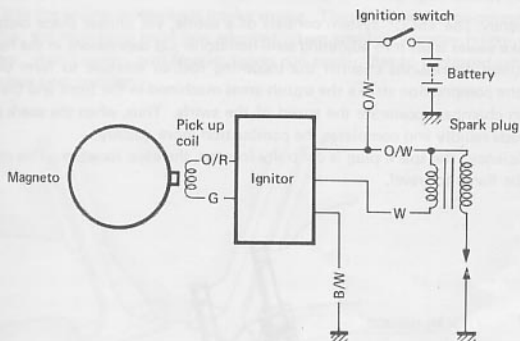 Ignition switch
Battery
Spark plug
Pick up
coil
Magneto
O/R
G
Ignitor
O/W
O/W
W
B/W